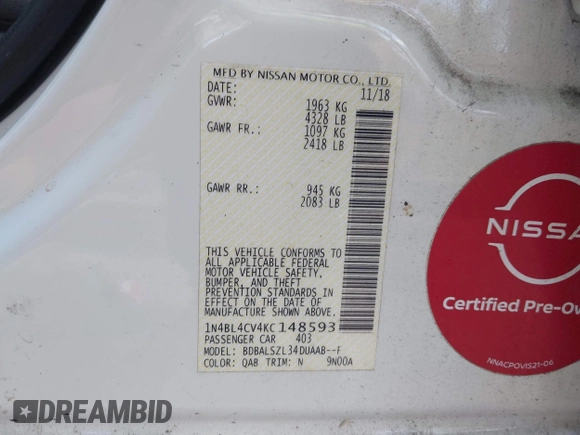 MFD BY NISSAN MOTOR CO., LTD.
DATE: 11/18
GVWR: 1963 KG
4328 LB
GAWR FR.: 1097 KG
2418 LB
GAWR RR.: 945 KG
2083 LB
THIS VEHICLE CONFORMS TO
ALL APPLICABLE FEDERAL
MOTOR VEHICLE SAFETY,
BUMPER, AND THEFT
PREVENTION STANDARDS IN
EFFECT ON THE DATE OF
MANUFACTURE SHOWN ABOVE.
1N4BL4CV4KC148593
PASSENGER CAR 403
MODEL: BDBALSZL34DUAAB--F
COLOR: QAB TRIM: N 9N00A
NISSAN
Certified Pre-Ow
NNACPOVIS21-06
DREAMBID